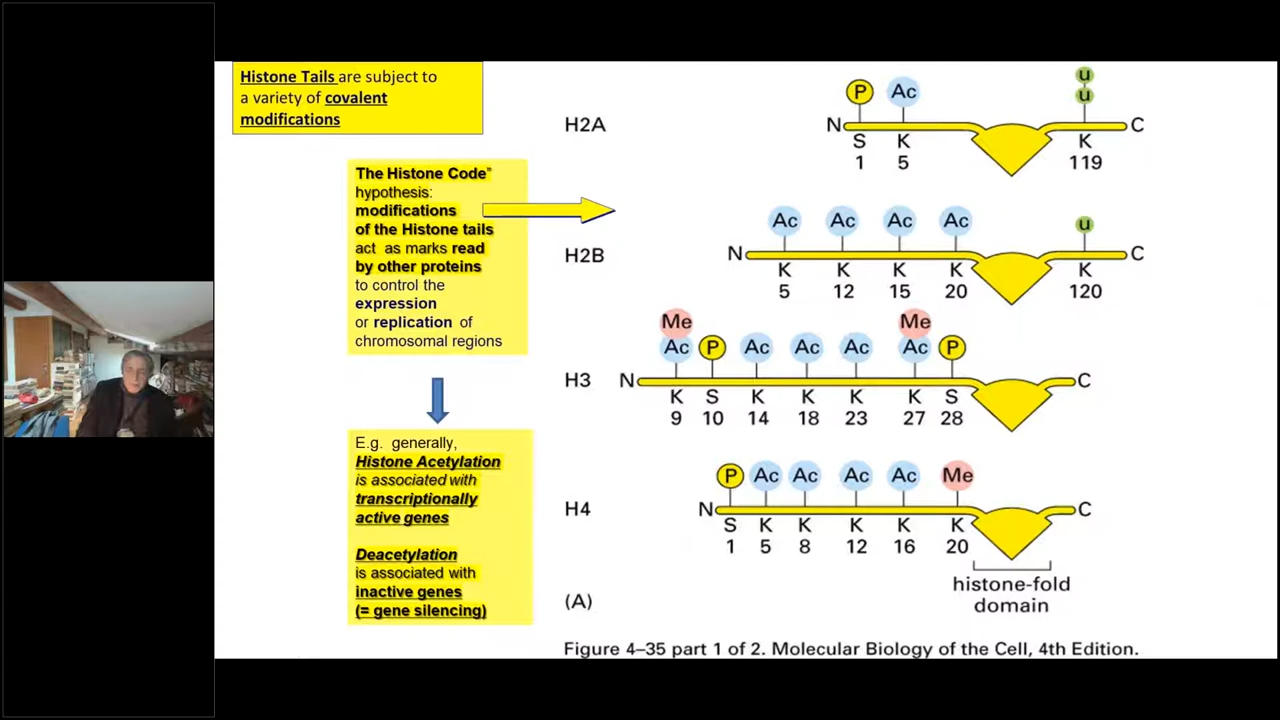 Histone Tails are subject to
a variety of covalent
modifications
The Histone Code"
hypothesis:
modifications
of the Histone tails
act as marks read
by other proteins
to control the
expression
or replication of
chromosomal regions
E.g. generally,
Histone Acetylation
is associated with
transcriptionally
active genes
Deacetylation
is associated with
inactive genes
(= gene silencing)
u
P Ac u
H2A N C
S K K
1 5 119
Ac Ac Ac Ac u
H2B N C
K K K K K
5 12 15 20 120
Me Me
Ac P Ac Ac Ac Ac P
H3 N C
K S K K K K S
9 10 14 18 23 27 28
P Ac Ac Ac Ac Me
H4 N C
S K K K K K
1 5 8 12 16 20
histone-fold
domain
(A)
Figure 4–35 part 1 of 2. Molecular Biology of the Cell, 4th Edition.